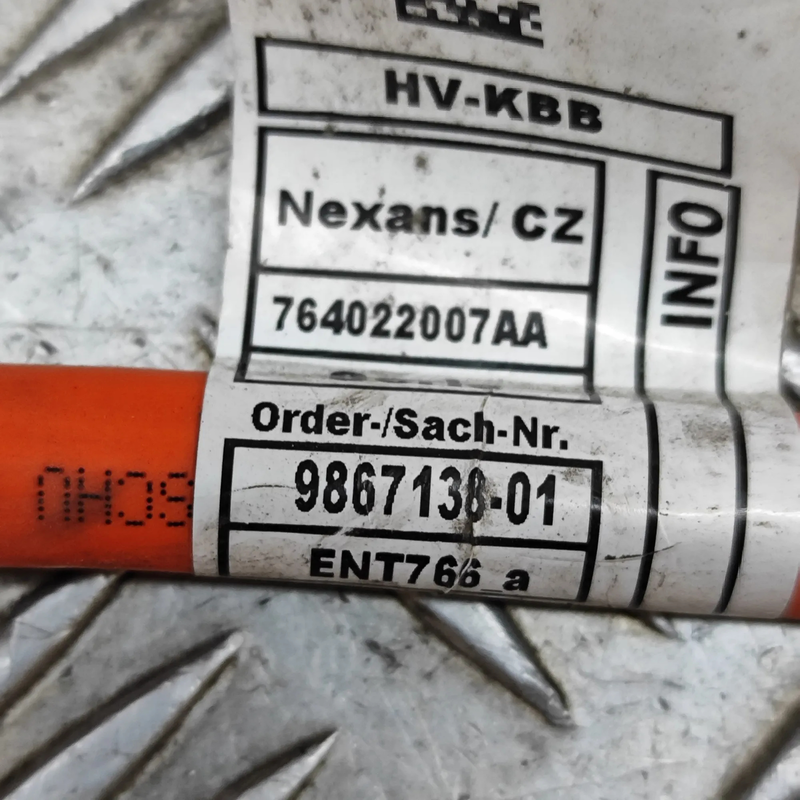 HV-KBB
Nexans/ CZ
INFO
764022007AA
Order-/Sach-Nr.
9867138-01
ENT766_a